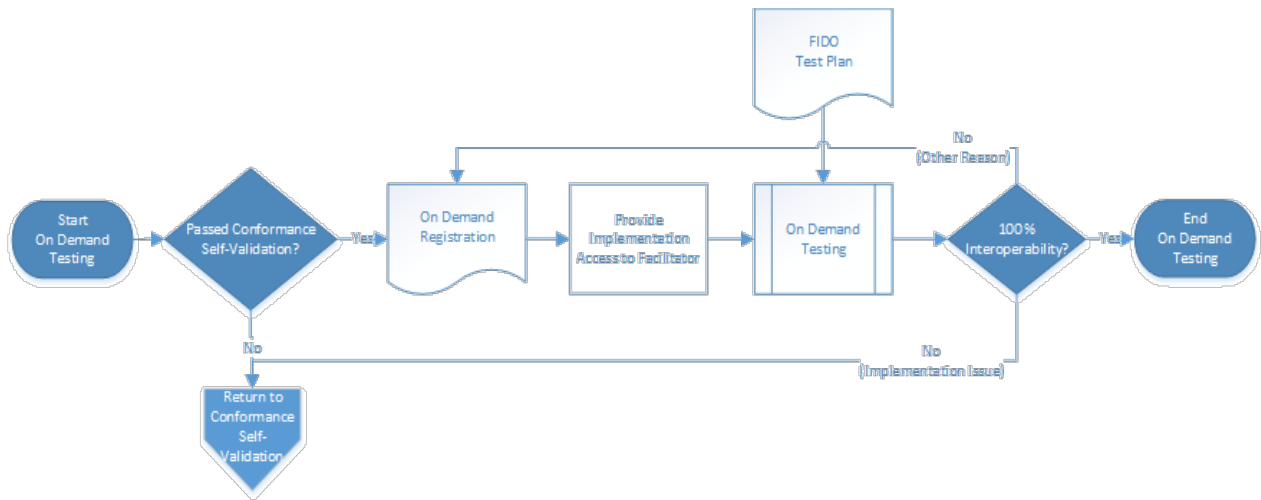 FIDO
Test Plan
No
(Other Reason)
Start
On Demand
Testing
Passed Conformance
Self-Validation?
Yes
On Demand
Registration
Provide
Implementation
Access to Facilitator
On Demand
Testing
100%
Interoperability?
Yes
End
On Demand
Testing
No
No
(Implementation Issue)
Return to
Conformance
Self-
Validation